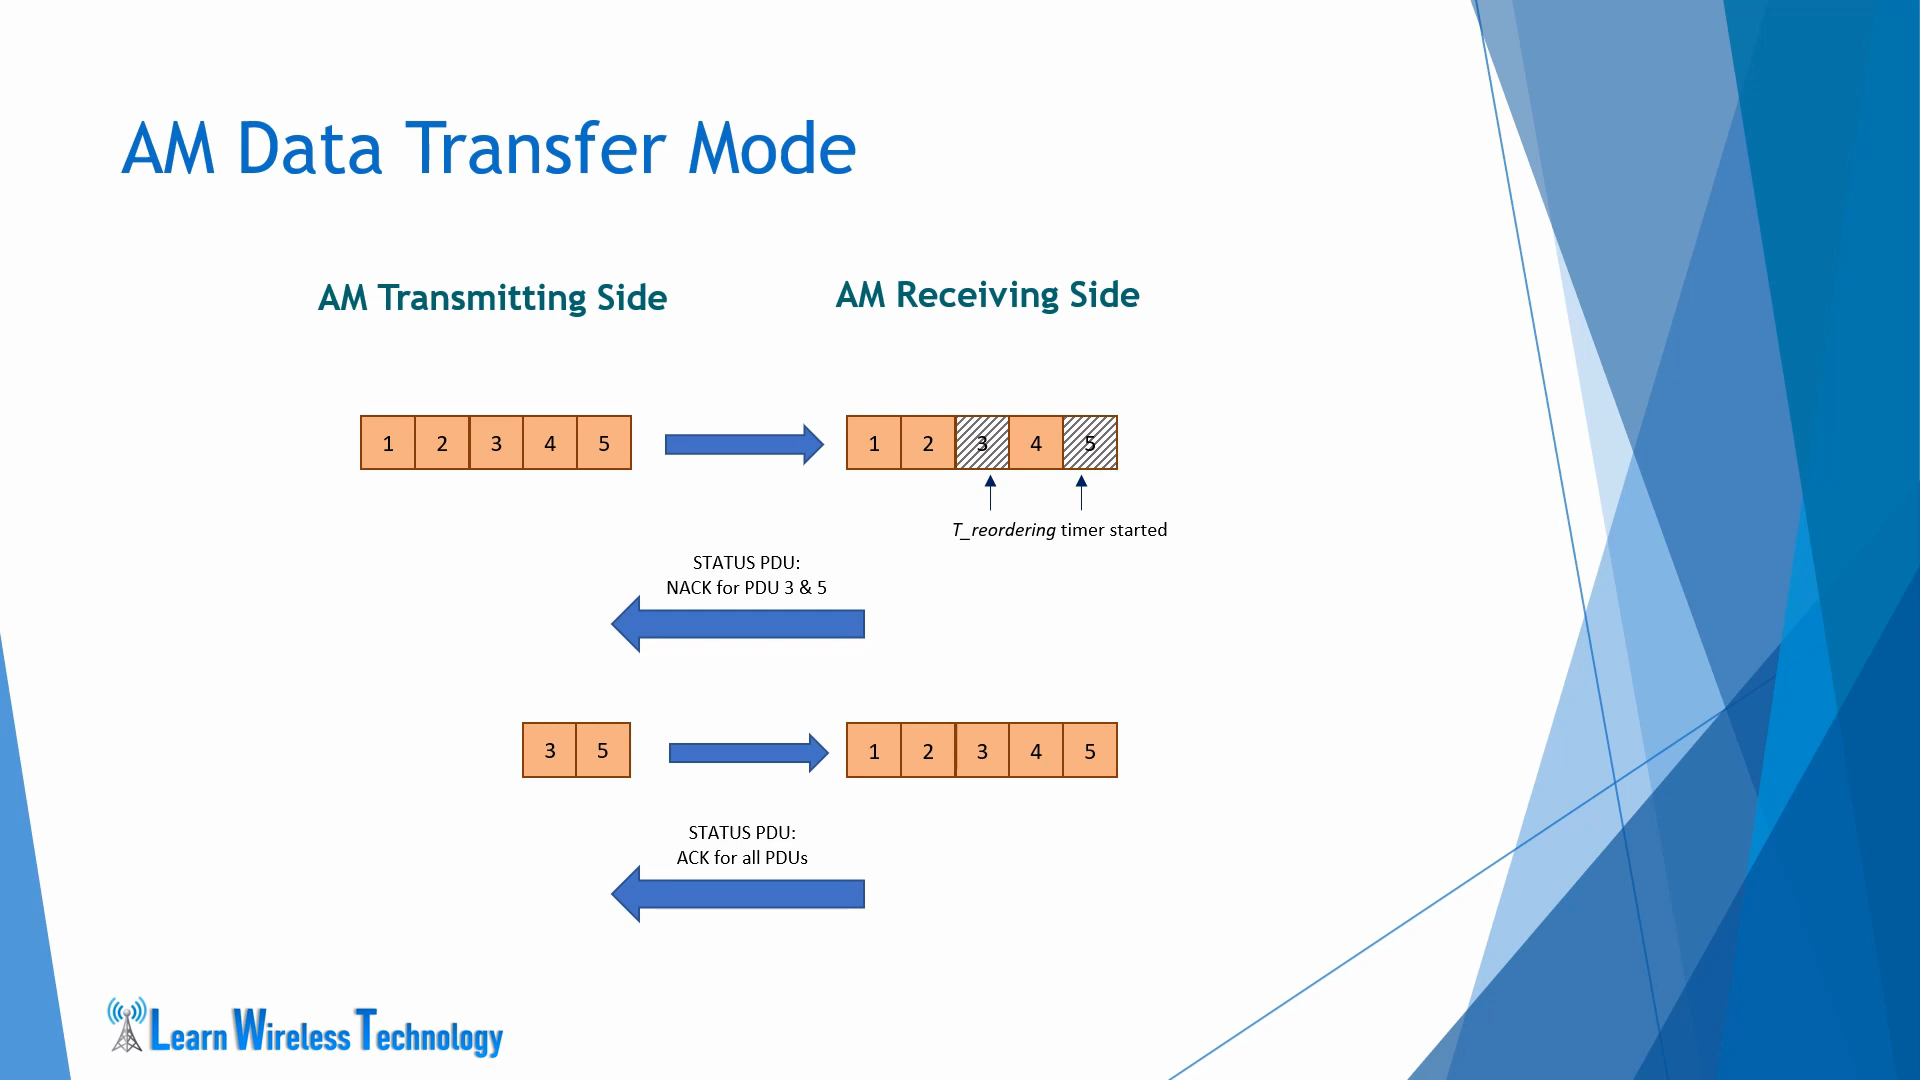 AM Data Transfer Mode
AM Transmitting Side
AM Receiving Side
1 2 3 4 5
1 2 3 4 5
T_reordering timer started
STATUS PDU:
NACK for PDU 3 & 5
3 5
1 2 3 4 5
STATUS PDU:
ACK for all PDUs
Learn Wireless Technology